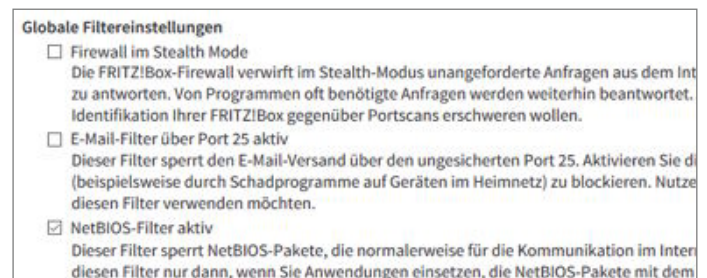 Globale Filtereinstellungen
Firewall im Stealth Mode
Die FRITZ!Box-Firewall verwirft im Stealth-Modus unangeforderte Anfragen aus dem Int
zu antworten. Von Programmen oft benötigte Anfragen werden weiterhin beantwortet.
Identifikation Ihrer FRITZ!Box gegenüber Portscans erschweren wollen.
E-Mail-Filter über Port 25 aktiv
Dieser Filter sperrt den E-Mail-Versand über den ungesicherten Port 25. Aktivieren Sie di
(beispielsweise durch Schadprogramme auf Geräten im Heimnetz) zu blockieren. Nutze
diesen Filter verwenden möchten.
NetBIOS-Filter aktiv
Dieser Filter sperrt NetBIOS-Pakete, die normalerweise für die Kommunikation im Inter
diesen Filter nur dann, wenn Sie Anwendungen einsetzen, die NetBIOS-Pakete mit dem